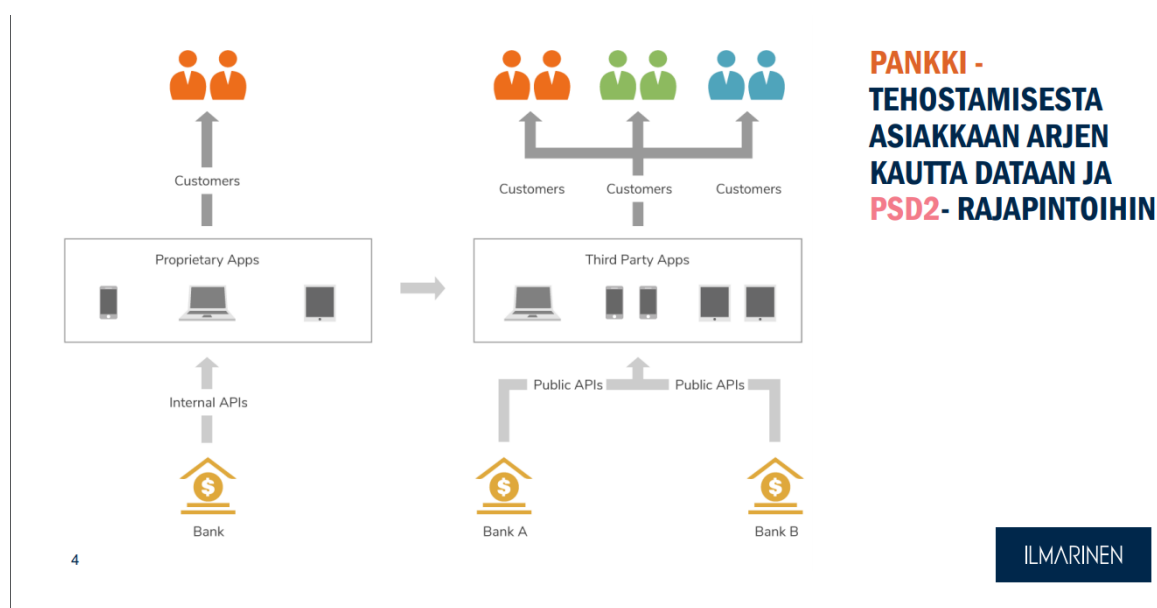 PANKKI -
TEHOSTAMISESTA
ASIAKKAAN ARJEN
KAUTTA DATAAN JA
PSD2- RAJAPINTOIHIN
Customers
Proprietary Apps
Internal APIs
$
Bank
Customers Customers Customers
Third Party Apps
Public APIs Public APIs
$ $
Bank A Bank B
4
ILMARINEN